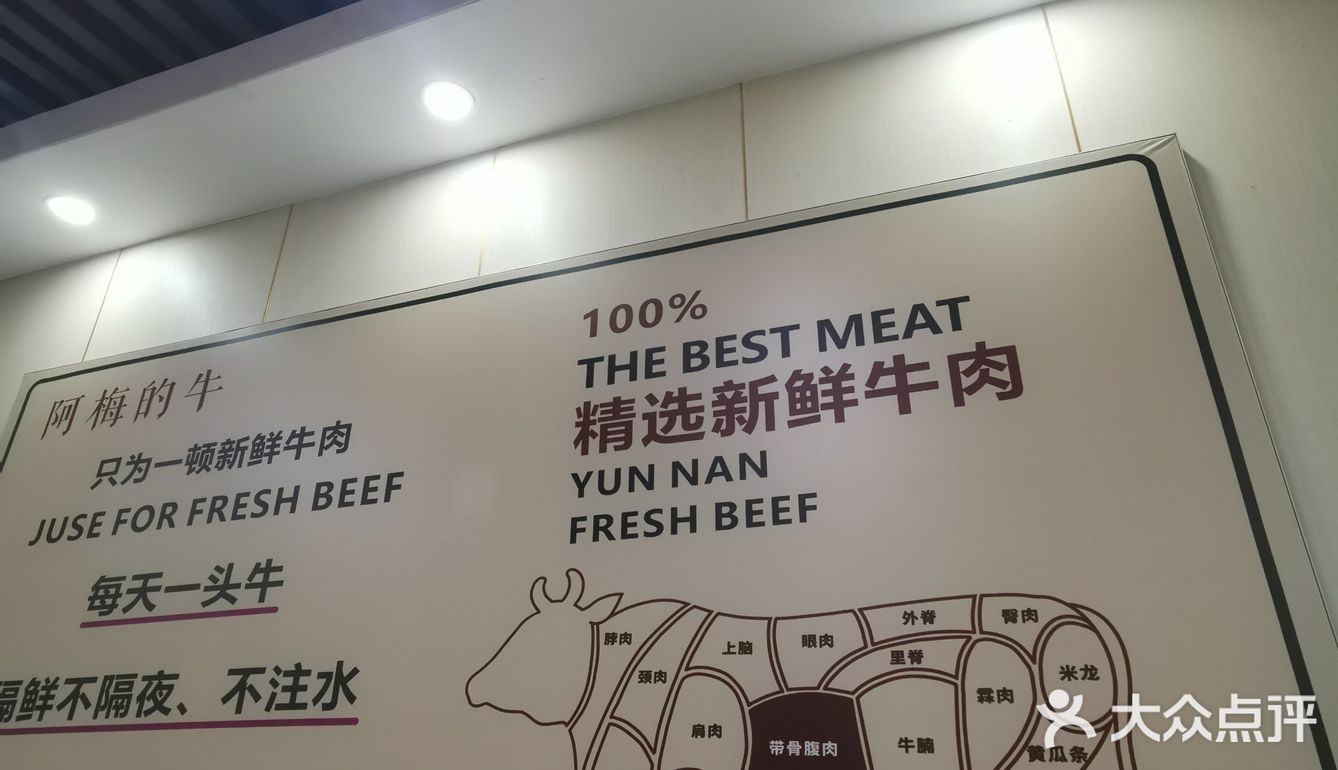 阿梅的牛
只为一顿新鲜牛肉
JUSE FOR FRESH BEEF
每天一头牛
隔鲜不隔夜、不注水
100%
THE BEST MEAT
精选新鲜牛肉
YUN NAN
FRESH BEEF
脖肉
颈肉
上脑
眼肉
外脊
里脊
臀肉
米龙
霖肉
肩肉
带骨腹肉
牛腩
黄瓜条
大众点评